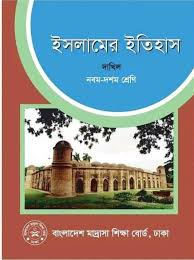 ইসলামের ইতিহাস
দাখিল
নবম-দশম শ্রেণি
বাংলাদেশ মাদ্রাসা শিক্ষা বোর্ড, ঢাকা